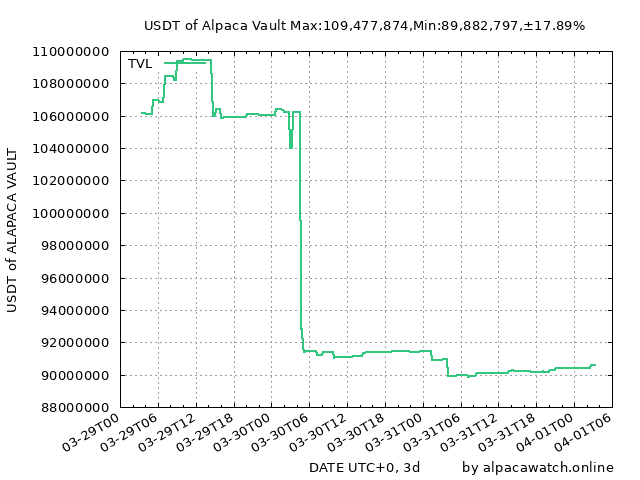 USDT of Alpaca Vault Max:109,477,874,Min:89,882,797,±17.89%
TVL
110000000
108000000
106000000
104000000
102000000
100000000
98000000
96000000
94000000
92000000
90000000
88000000
USDT of ALAPACA VAULT
03-29T00
03-29T06
03-29T12
03-29T18
03-30T00
03-30T06
03-30T12
03-30T18
03-31T00
03-31T06
03-31T12
03-31T18
04-01T00
04-01T06
DATE UTC+0, 3d
by alpacawatch.online